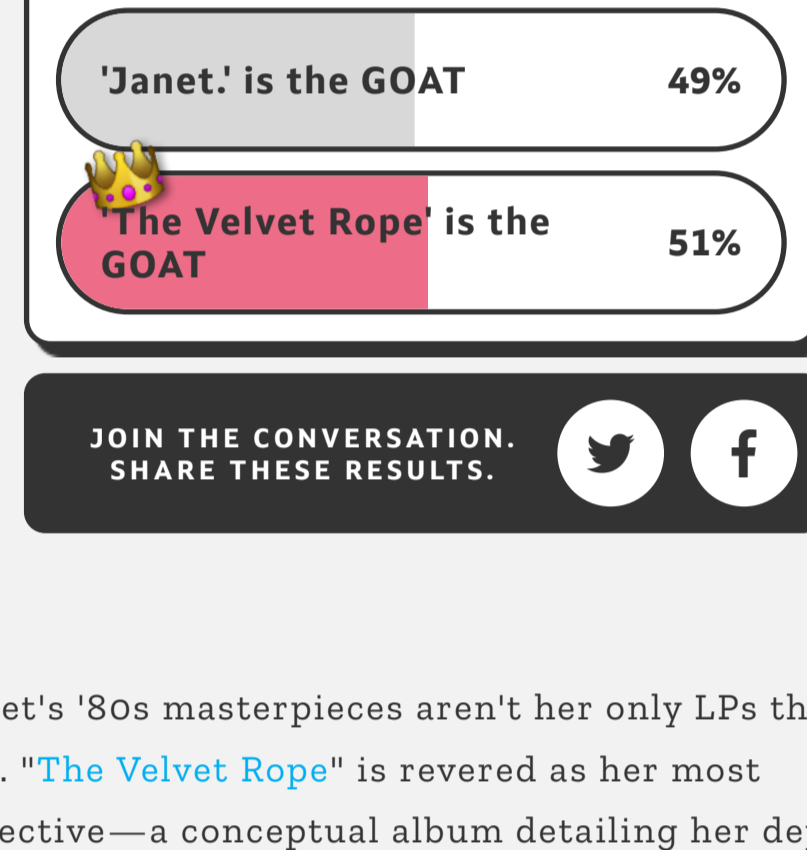 'Janet.' is the GOAT 49%
'The Velvet Rope' is the
GOAT
51%
JOIN THE CONVERSATION.
SHARE THESE RESULTS.
et's '80s masterpieces aren't her only LPs th
. "The Velvet Rope" is revered as her most
ective—a conceptual album detailing her